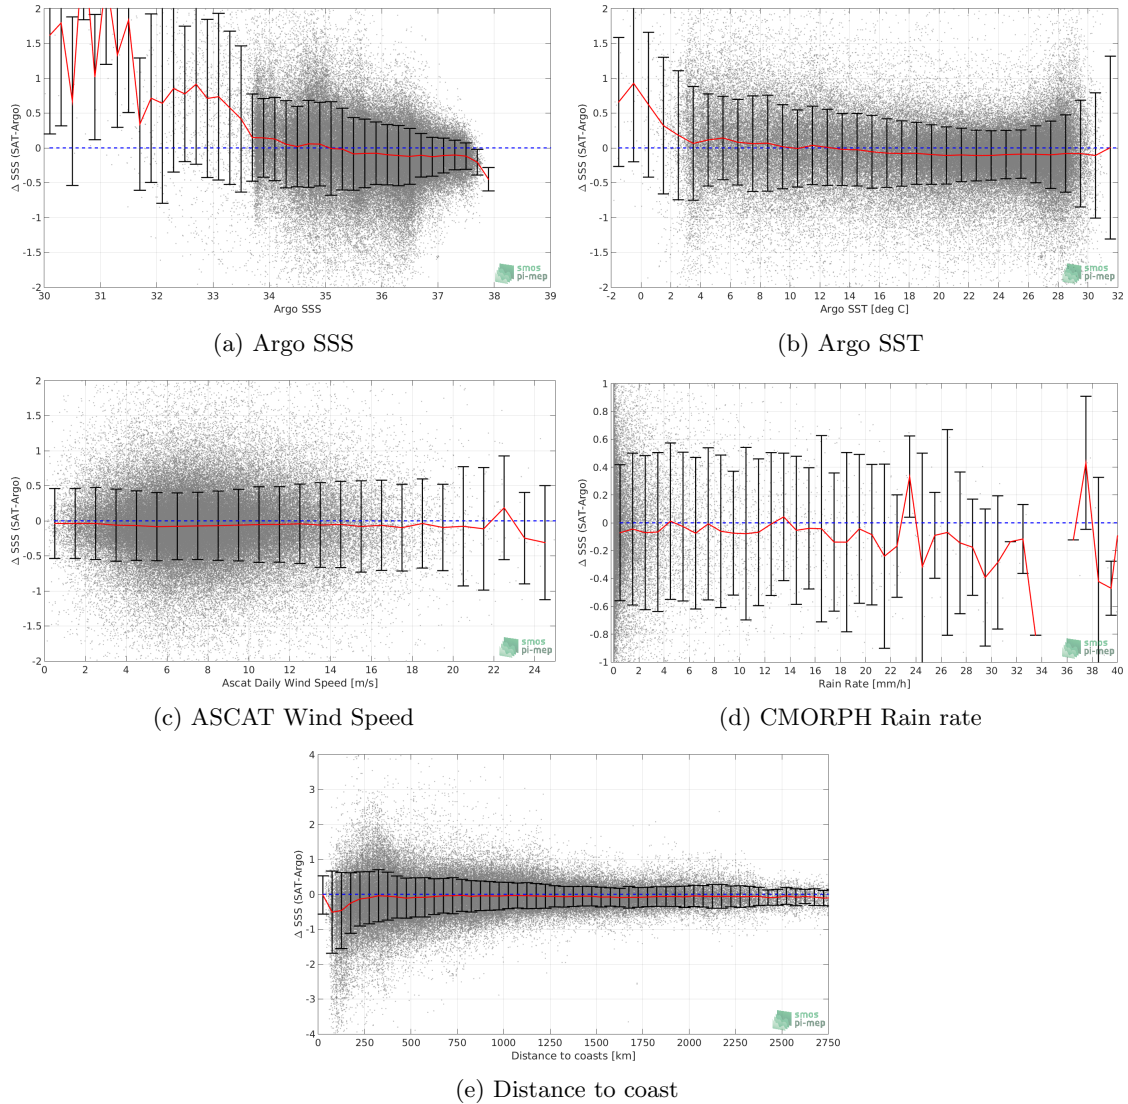 2
1.5
1
0.5
0
-0.5
-1
-1.5
-2
Δ SSS (SAT-Argo)
30 31 32 33 34 35 36 37 38 39
Argo SSS
smos
pi-mep
(a) Argo SSS
2
1.5
1
0.5
0
-0.5
-1
-1.5
-2
Δ SSS (SAT-Argo)
-2 0 2 4 6 8 10 12 14 16 18 20 22 24 26 28 30 32
Argo SST [deg C]
smos
pi-mep
(b) Argo SST
2
1.5
1
0.5
0
-0.5
-1
-1.5
-2
Δ SSS (SAT-Argo)
0 2 4 6 8 10 12 14 16 18 20 22 24
Ascat Daily Wind Speed [m/s]
smos
pi-mep
(c) ASCAT Wind Speed
1
0.8
0.6
0.4
0.2
0
-0.2
-0.4
-0.6
-0.8
-1
Δ SSS (SAT-Argo)
0 2 4 6 8 10 12 14 16 18 20 22 24 26 28 30 32 34 36 38 40
Rain Rate [mm/h]
smos
pi-mep
(d) CMORPH Rain rate
4
3
2
1
0
-1
-2
-3
-4
Δ SSS (SAT-Argo)
0 250 500 750 1000 1250 1500 1750 2000 2250 2500 2750
Distance to coasts [km]
smos
pi-mep
(e) Distance to coast